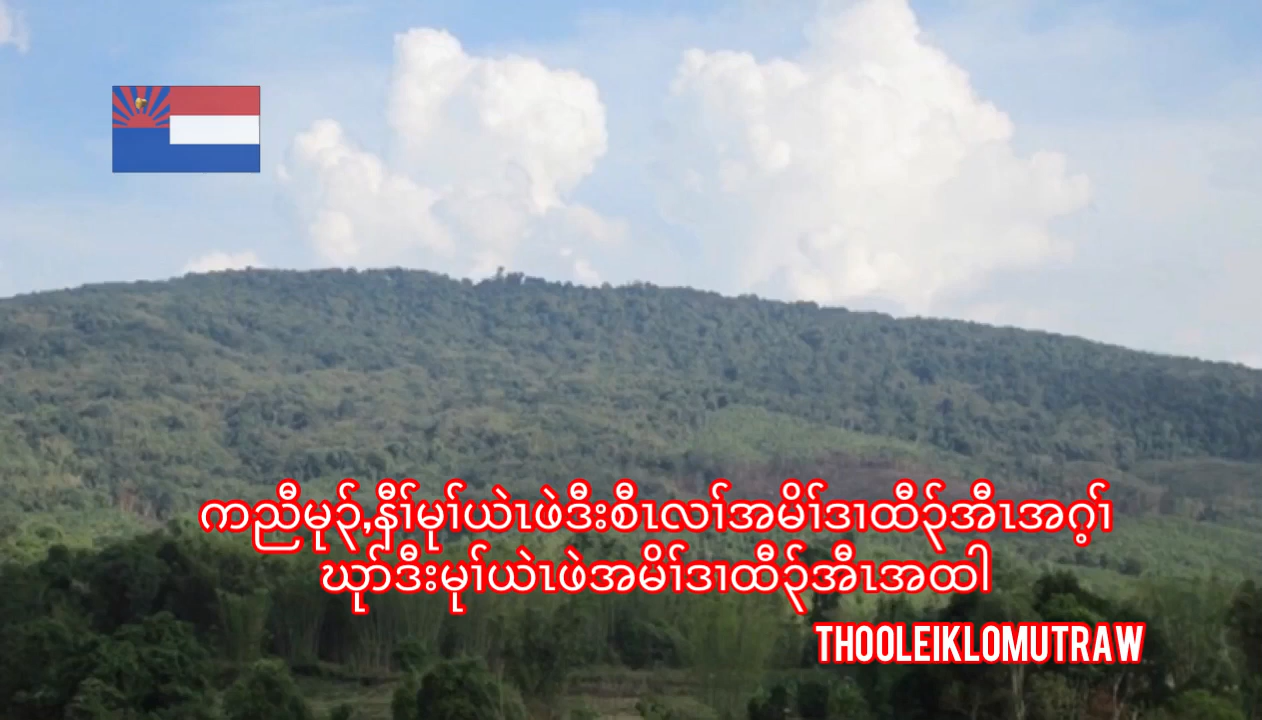 ကညီမုၣ်,နီၢ်မုၢ်ယဲၤဖဲဒီးစီၤလၢ်အမိၢ်ဒၢထီၣ်အီၤအဂ့ၢ်
ဃုာ်ဒီးမုၢ်ယဲၤဖဲအမိၢ်ဒၢထီၣ်အီၤအထါ
THOOLEIKLOMUTRAW